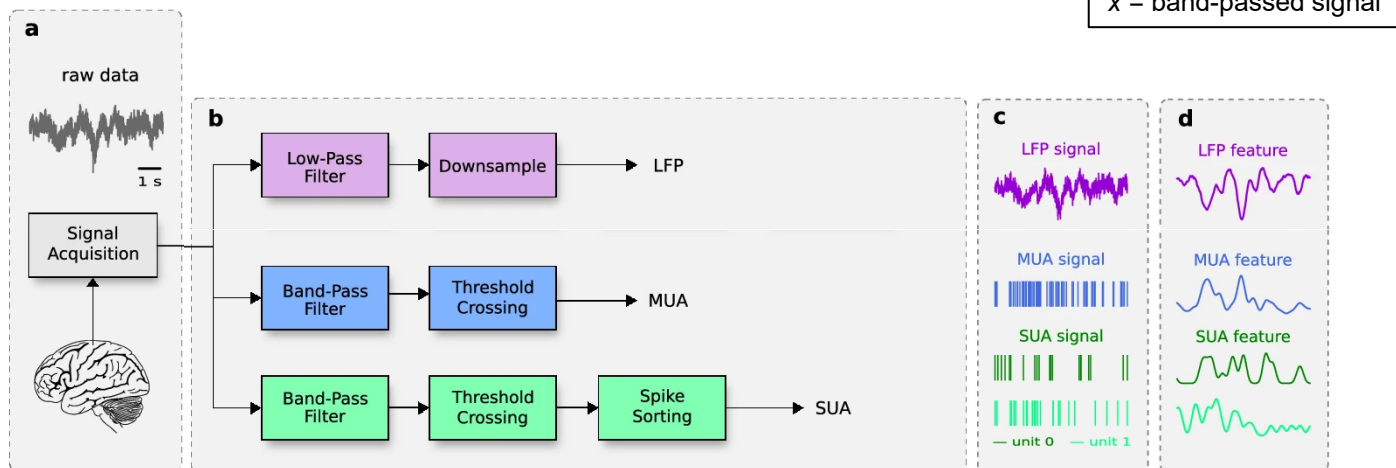 x = band-passed signal
a
raw data
1 s
Signal
Acquisition
b
Low-Pass
Filter
Downsample
LFP
Band-Pass
Filter
Threshold
Crossing
MUA
Band-Pass
Filter
Threshold
Crossing
Spike
Sorting
SUA
c
LFP signal
MUA signal
SUA signal
— unit 0 — unit 1
d
LFP feature
MUA feature
SUA feature